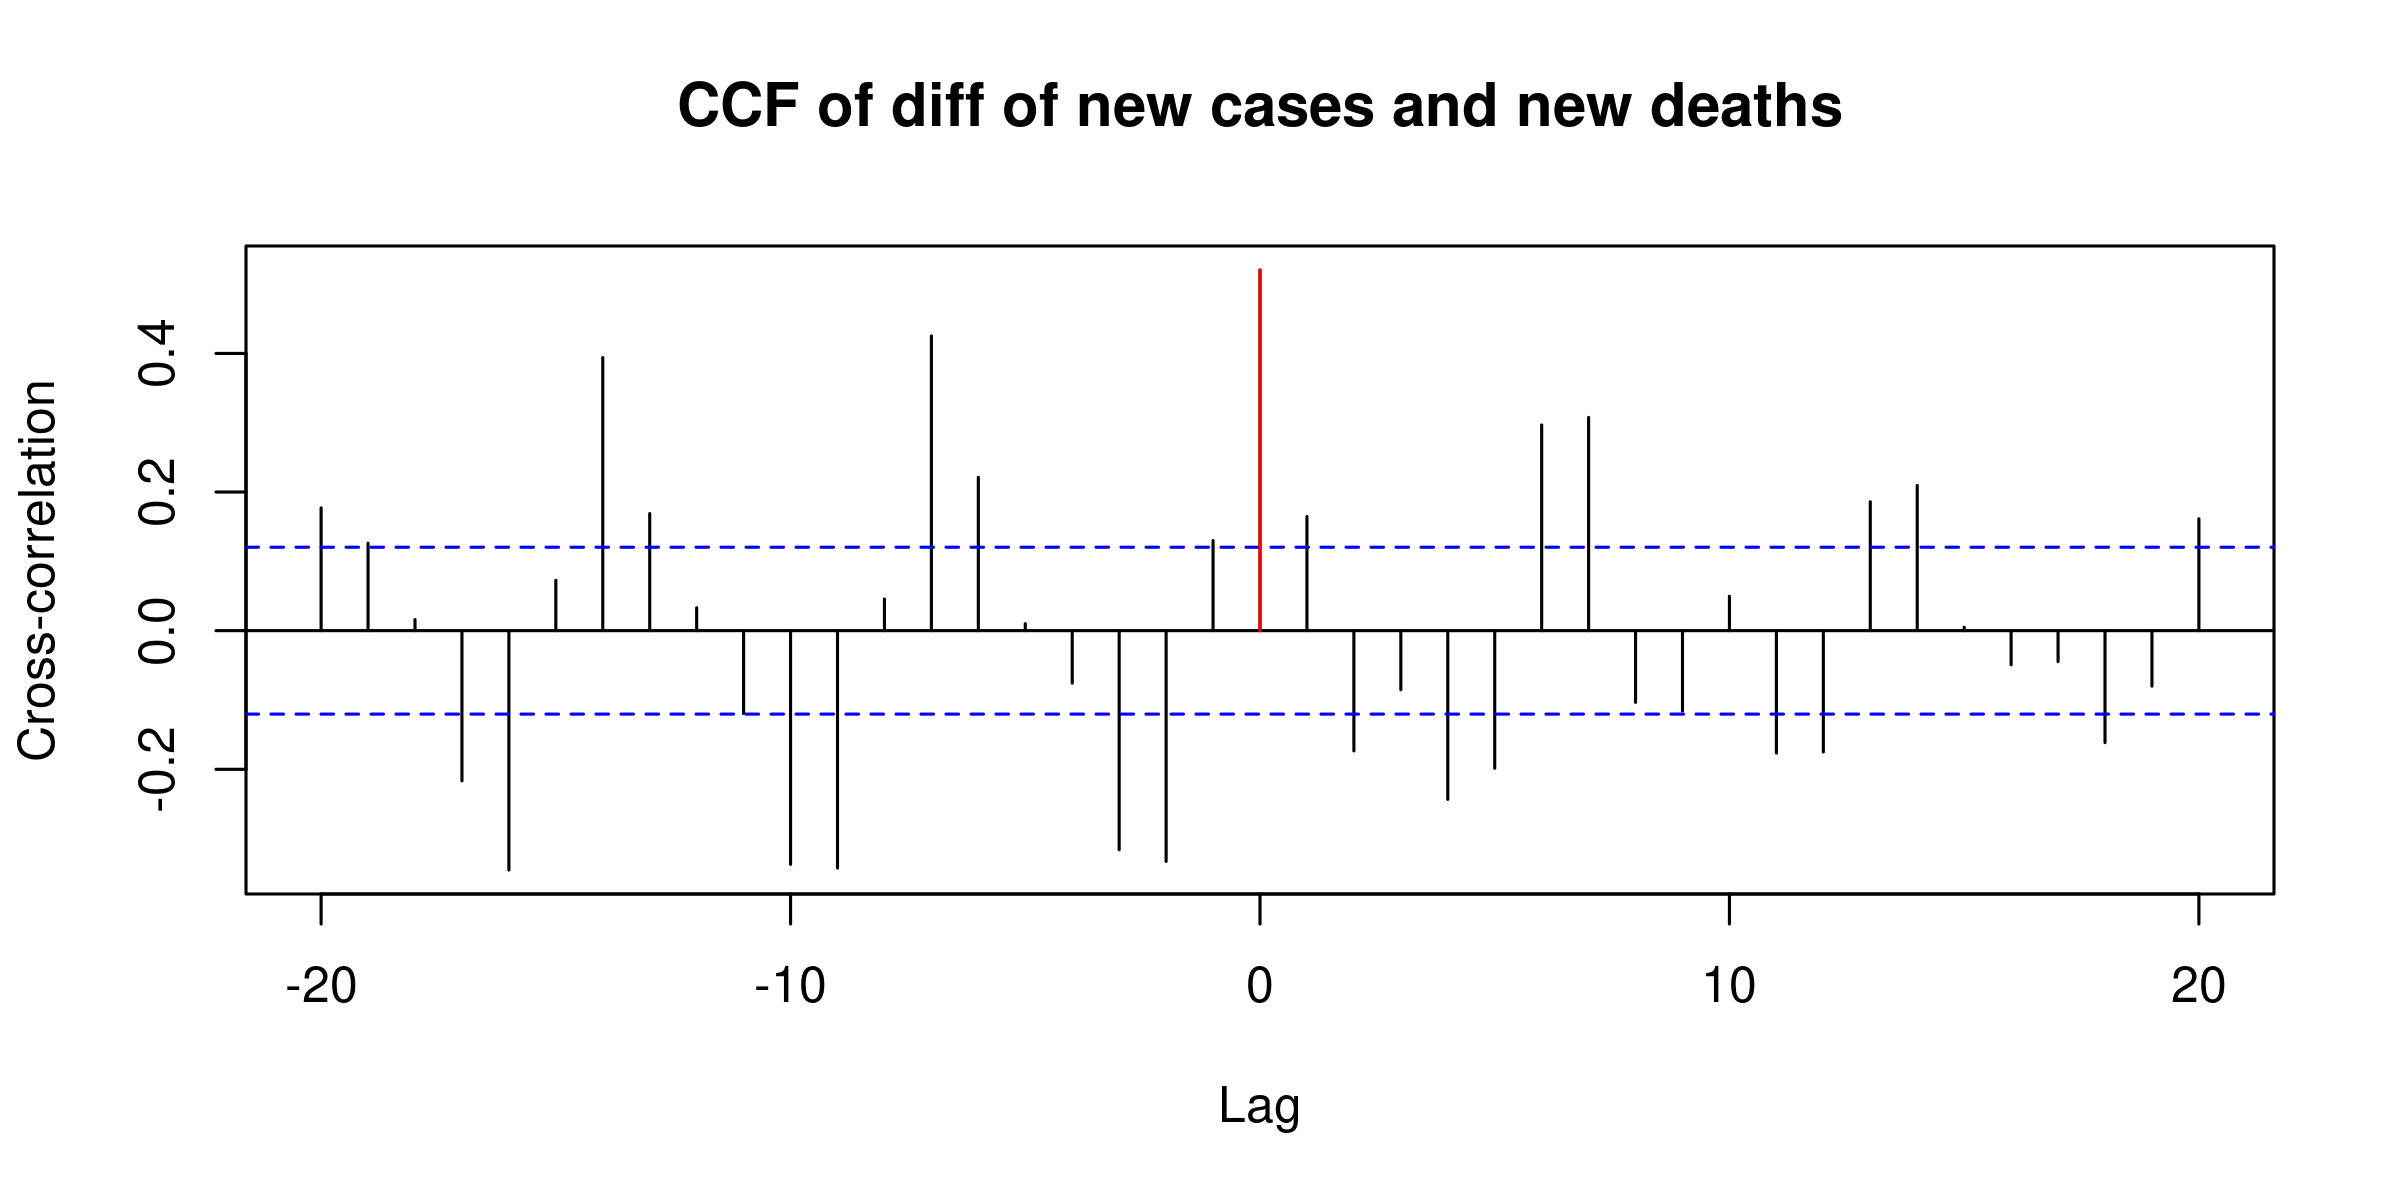 CCF of diff of new cases and new deaths
Cross-correlation
0.4
0.2
0.0
-0.2
-20 -10 0 10 20
Lag